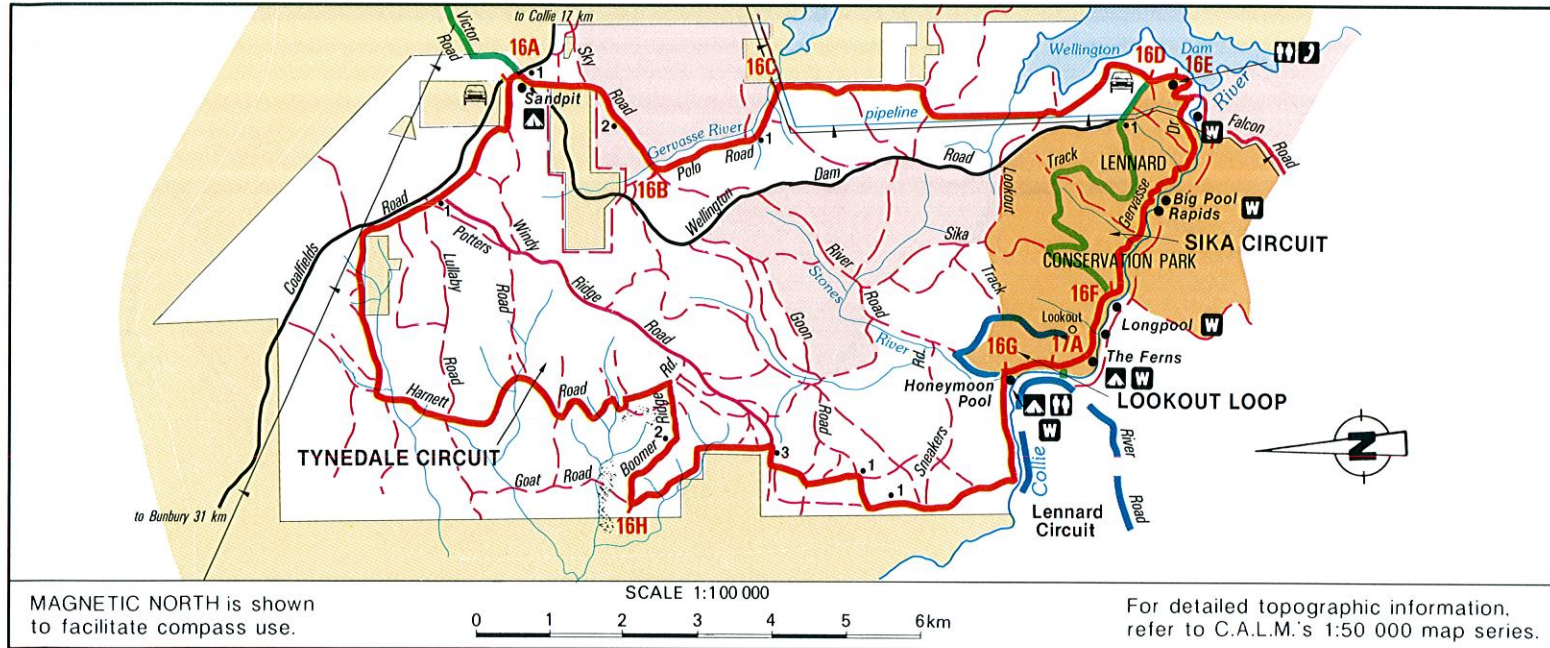 to Collie 17 km
Victor
Road
16A
1
Sandpit
Sky
Road
2
16C
Wellington
Dam
16D
16E
River
Falcon
Road
W
pipeline
Gervasse River
Polo
Road
1
16B
Wellington
Dam
Road
Lookout
Track
Track
1
LENNARD
Gervasse
Dr.
Big Pool
Rapids
W
SIKA CIRCUIT
CONSERVATION PARK
16F
Longpool
W
Lookout
17A
16G
The Ferns
W
LOOKOUT LOOP
Honeymoon
Pool
W
River
Road
Sika
River
Road
Rd.
Stones
River
Goon
Road
Coalfields
Road
1
Potters
Ridge
Road
Windy
Road
Lullaby
Road
Harnett
Road
Rd.
Ridge
Boomer
2
TYNEDALE CIRCUIT
Goat
Road
16H
3
1
1
Sneakers
Collie
Lennard
Circuit
N
to Bunbury 31 km
MAGNETIC NORTH is shown
to facilitate compass use.
SCALE 1:100 000
0 1 2 3 4 5 6km
For detailed topographic information,
refer to C.A.L.M.'s 1:50 000 map series.